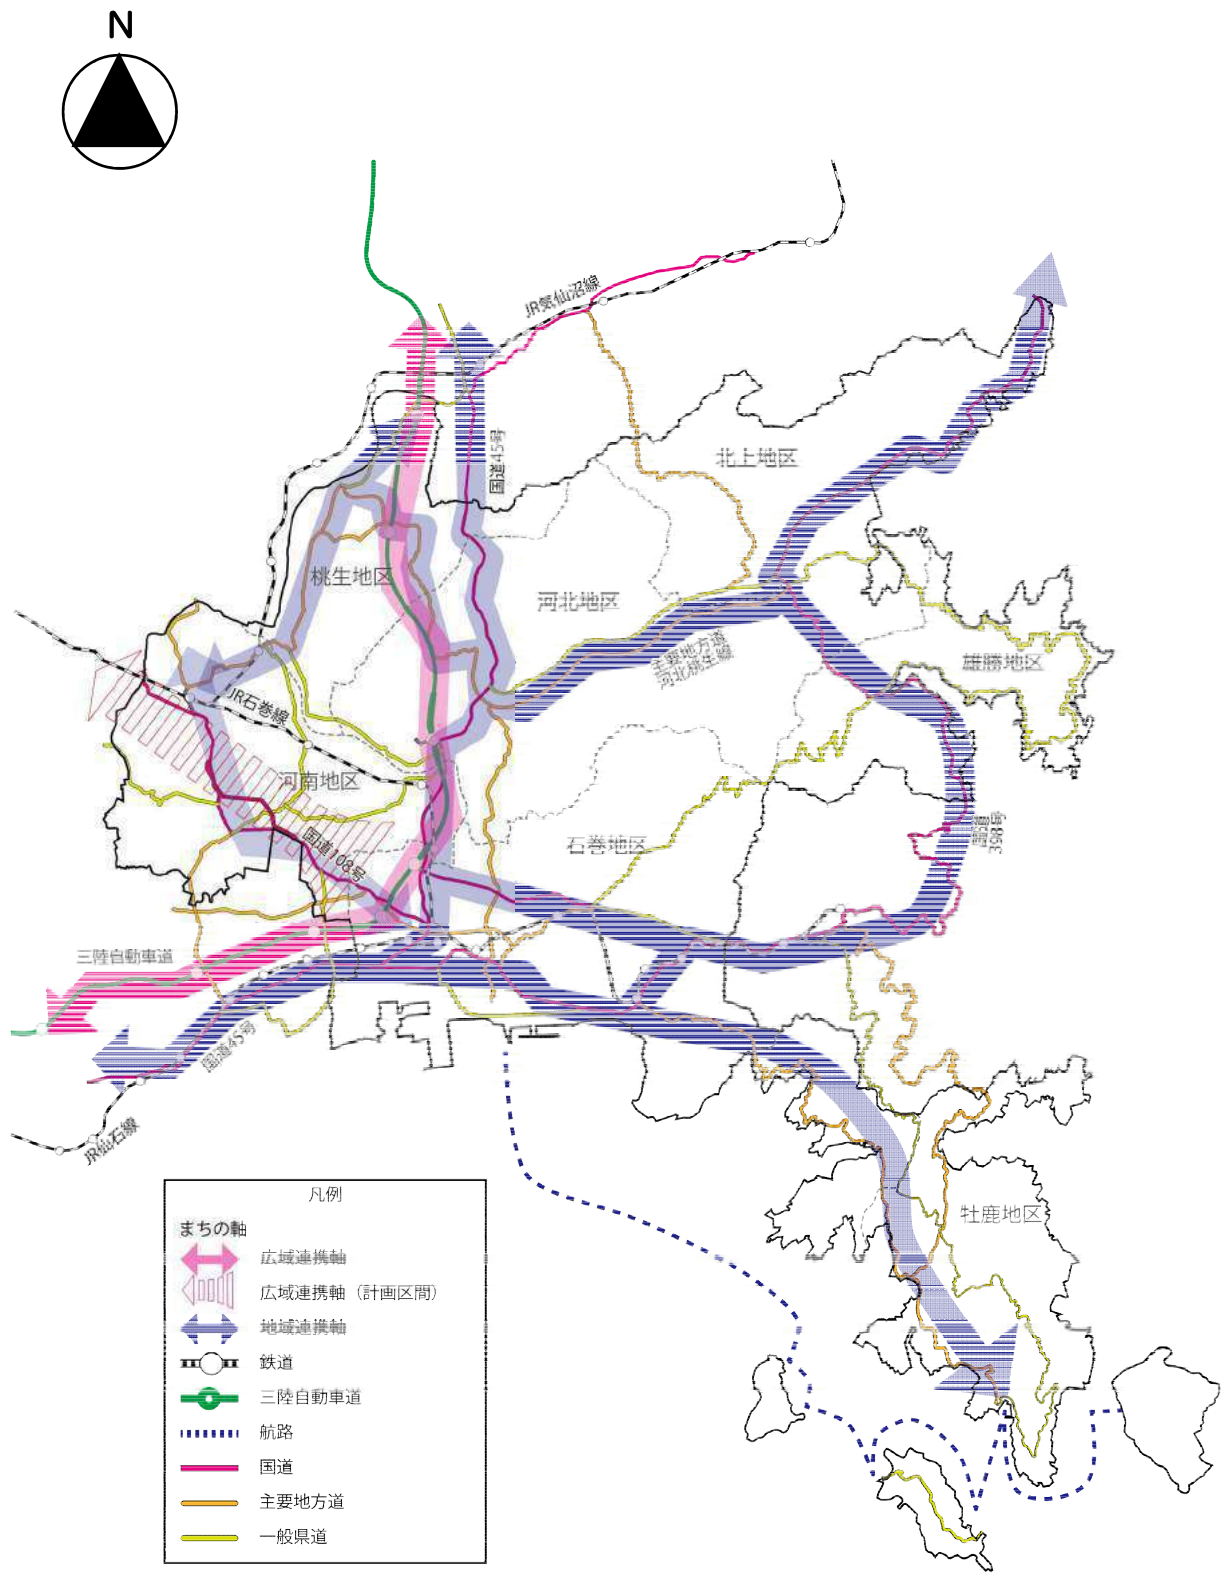 N
JR気仙沼線
国道45号
北上地区
桃生地区
河北地区
主要地方道
河北桃生線
雄勝地区
JR石巻線
河南地区
国道108号
石巻地区
国道
398号
三陸自動車道
国道45号
JR仙石線
牡鹿地区
凡例
まちの軸
広域連携軸
広域連携軸（計画区間）
地域連携軸
鉄道
三陸自動車道
航路
国道
主要地方道
一般県道